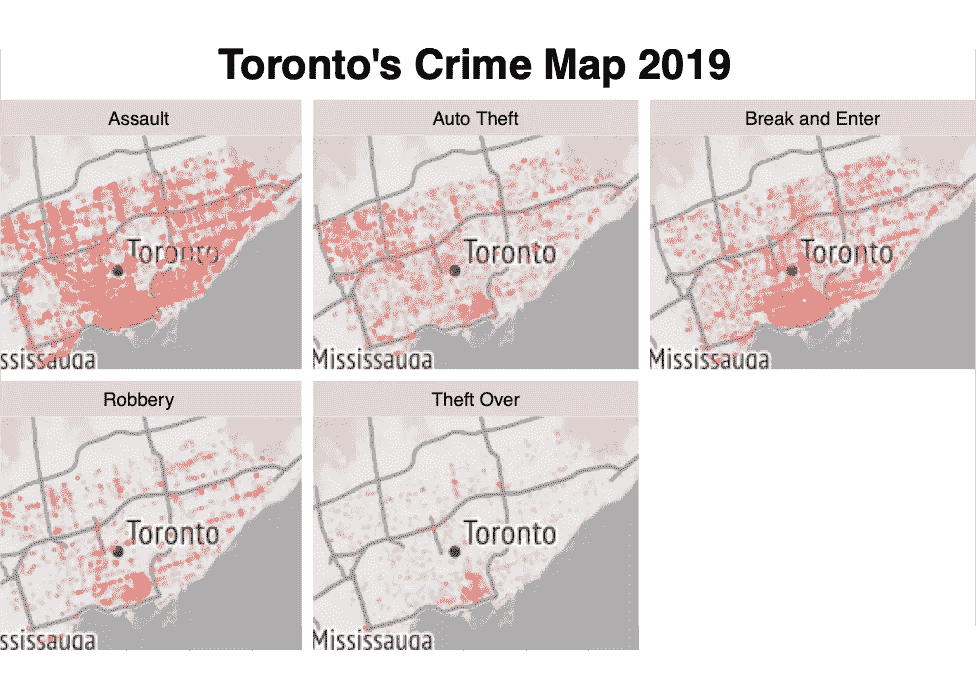 Toronto's Crime Map 2019
Assault
Auto Theft
Break and Enter
Toronto
Toronto
Toronto
ssissauga
Mississauga
Mississauga
Robbery
Theft Over
Toronto
Toronto
ssissauga
Mississauga